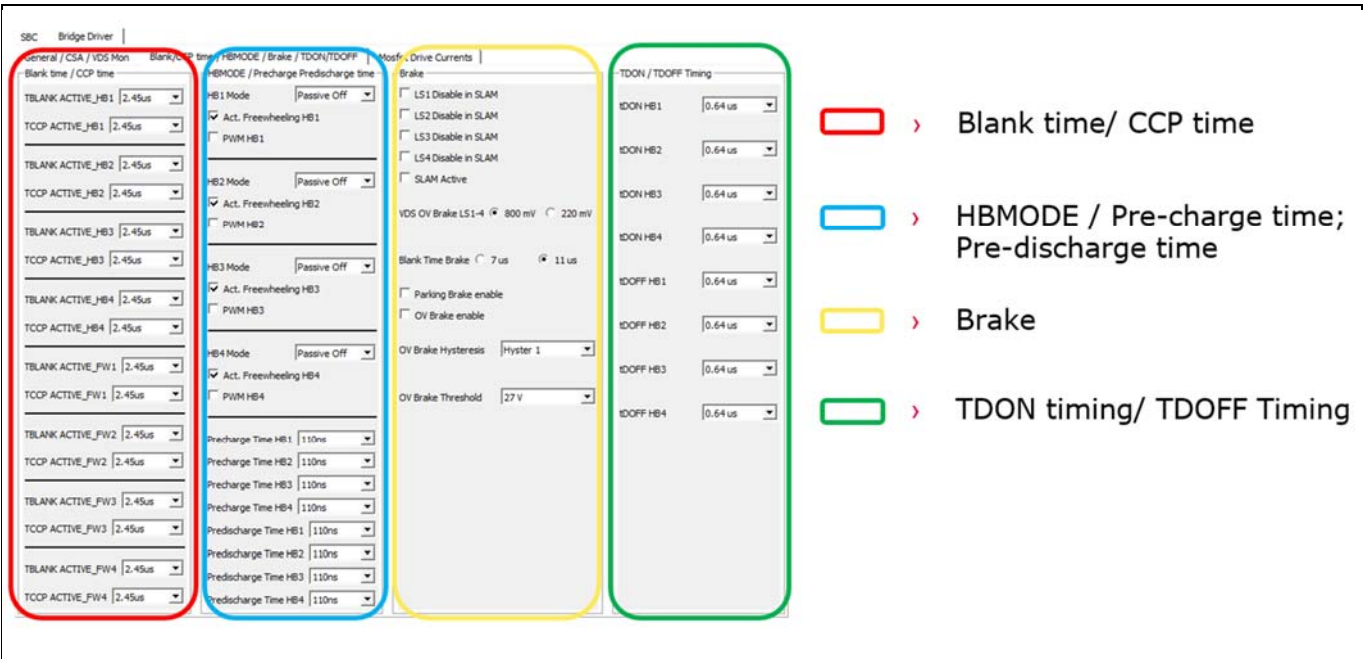 SBC Bridge Driver
General / CSA / VDS Mon Blank/CCP time / HBMODE / Brake / TDON/TDOFF Mosfet Drive Currents
Blank time / CCP time
TBLANK ACTIVE_HB1 2.45us
TCCP ACTIVE_HB1 2.45us
TBLANK ACTIVE_HB2 2.45us
TCCP ACTIVE_HB2 2.45us
TBLANK ACTIVE_HB3 2.45us
TCCP ACTIVE_HB3 2.45us
TBLANK ACTIVE_HB4 2.45us
TCCP ACTIVE_HB4 2.45us
TBLANK ACTIVE_FW1 2.45us
TCCP ACTIVE_FW1 2.45us
TBLANK ACTIVE_FW2 2.45us
TCCP ACTIVE_FW2 2.45us
TBLANK ACTIVE_FW3 2.45us
TCCP ACTIVE_FW3 2.45us
TBLANK ACTIVE_FW4 2.45us
TCCP ACTIVE_FW4 2.45us
HBMODE / Precharge Predischarge time
HB1 Mode Passive Off
Act. Freewheeling HB1
PWM HB1
HB2 Mode Passive Off
Act. Freewheeling HB2
PWM HB2
HB3 Mode Passive Off
Act. Freewheeling HB3
PWM HB3
HB4 Mode Passive Off
Act. Freewheeling HB4
PWM HB4
Precharge Time HB1 110ns
Precharge Time HB2 110ns
Precharge Time HB3 110ns
Precharge Time HB4 110ns
Predischarge Time HB1 110ns
Predischarge Time HB2 110ns
Predischarge Time HB3 110ns
Predischarge Time HB4 110ns
Brake
LS1 Disable in SLAM
LS2 Disable in SLAM
LS3 Disable in SLAM
LS4 Disable in SLAM
SLAM Active
VDS OV Brake LS1-4 800 mV 220 mV
Blank Time Brake 7 us 11 us
Parking Brake enable
OV Brake enable
OV Brake Hysteresis Hyster 1
OV Brake Threshold 27 V
TDON / TDOFF Timing
tDON HB1 0.64 us
tDON HB2 0.64 us
tDON HB3 0.64 us
tDON HB4 0.64 us
tDOFF HB1 0.64 us
tDOFF HB2 0.64 us
tDOFF HB3 0.64 us
tDOFF HB4 0.64 us
› Blank time/ CCP time
› HBMODE / Pre-charge time;
Pre-discharge time
› Brake
› TDON timing/ TDOFF Timing